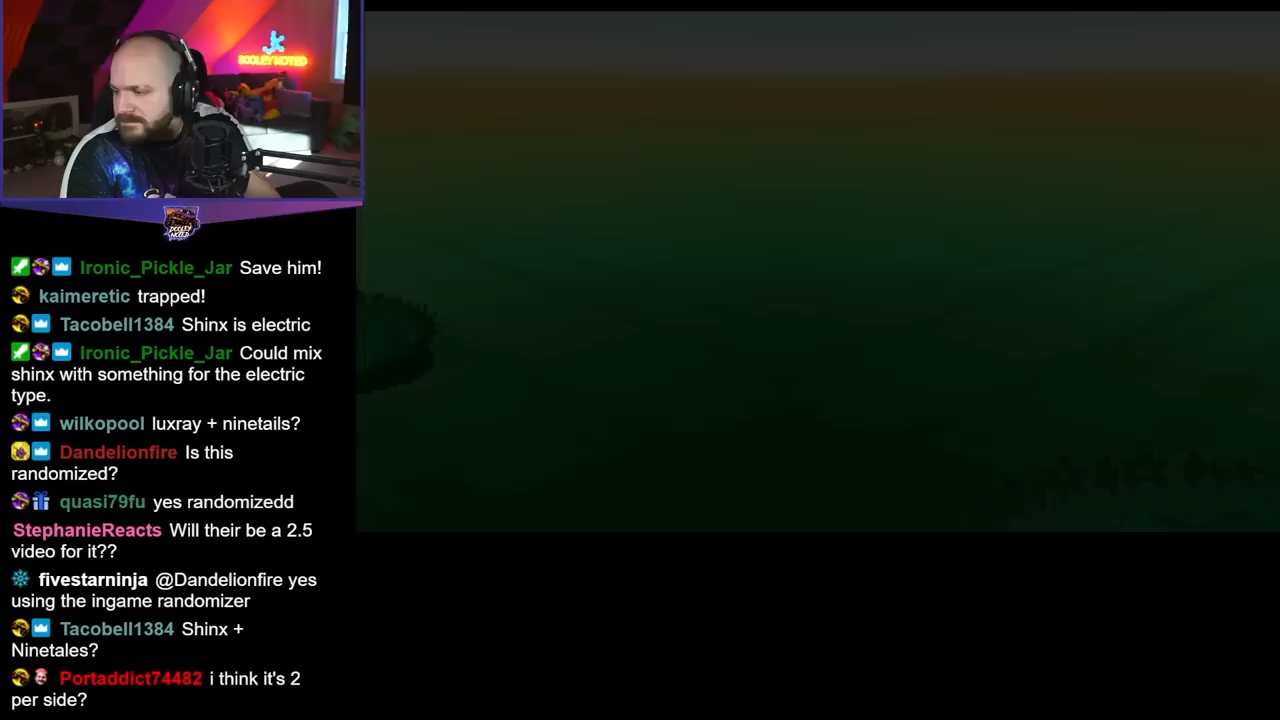 DOOLEY NOTED
DOOLEY
NOTED
Ironic_Pickle_Jar Save him!
kaimeretic trapped!
Tacobell1384 Shinx is electric
Ironic_Pickle_Jar Could mix
shinx with something for the electric
type.
wilkopool luxray + ninetails?
Dandelionfire Is this
randomized?
quasi79fu yes randomizedd
StephanieReacts Will their be a 2.5
video for it??
fivestarninja @Dandelionfire yes
using the ingame randomizer
Tacobell1384 Shinx +
Ninetales?
Portaddict74482 i think it's 2
per side?